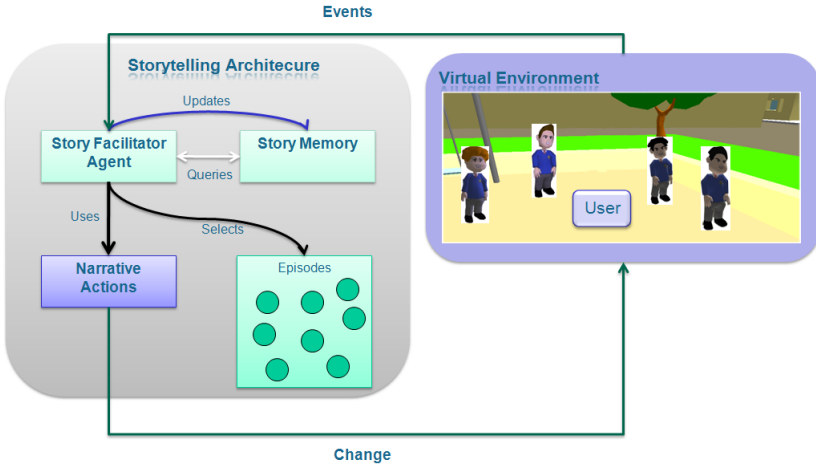 Events
Storytelling Architecure
Virtual Environment
Updates
Story Facilitator
Agent
Story Memory
Queries
User
Uses
Selects
Narrative
Actions
Episodes
Change